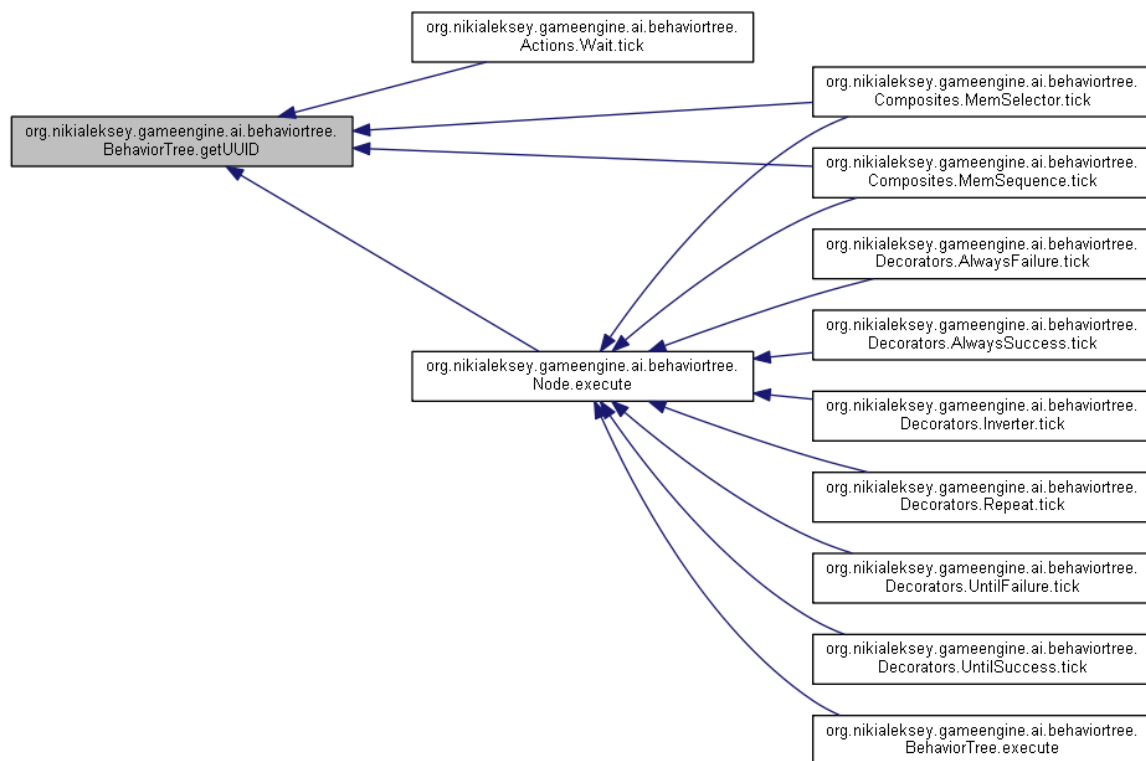 org.nikialeksey.gameengine.ai.behaviortree.
Actions.Wait.tick
org.nikialeksey.gameengine.ai.behaviortree.
BehaviorTree.getUUID
org.nikialeksey.gameengine.ai.behaviortree.
Composites.MemSelector.tick
org.nikialeksey.gameengine.ai.behaviortree.
Composites.MemSequence.tick
org.nikialeksey.gameengine.ai.behaviortree.
Decorators.AlwaysFailure.tick
org.nikialeksey.gameengine.ai.behaviortree.
Decorators.AlwaysSuccess.tick
org.nikialeksey.gameengine.ai.behaviortree.
Node.execute
org.nikialeksey.gameengine.ai.behaviortree.
Decorators.Inverter.tick
org.nikialeksey.gameengine.ai.behaviortree.
Decorators.Repeat.tick
org.nikialeksey.gameengine.ai.behaviortree.
Decorators.UntilFailure.tick
org.nikialeksey.gameengine.ai.behaviortree.
Decorators.UntilSuccess.tick
org.nikialeksey.gameengine.ai.behaviortree.
BehaviorTree.execute